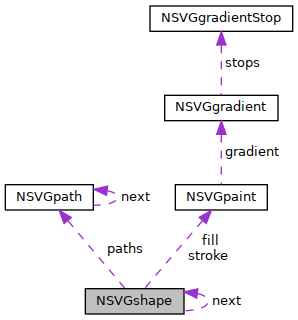 NSVGgradientStop
stops
NSVGgradient
gradient
NSVGpath
next
NSVGpaint
paths
fill
stroke
NSVGshape
next